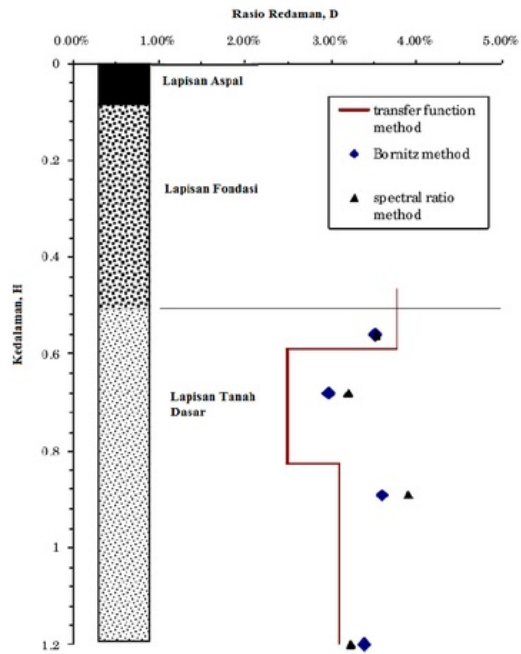 Rasio Redaman, D
0.00% 1.00% 2.00% 3.00% 4.00% 5.00%
0
Lapisan Aspal
transfer function
method
Bornitz method
spectral ratio
method
0.2
Lapisan Fondasi
0.4
Kedalaman, H
0.6
Lapisan Tanah
Dasar
0.8
1
1.2